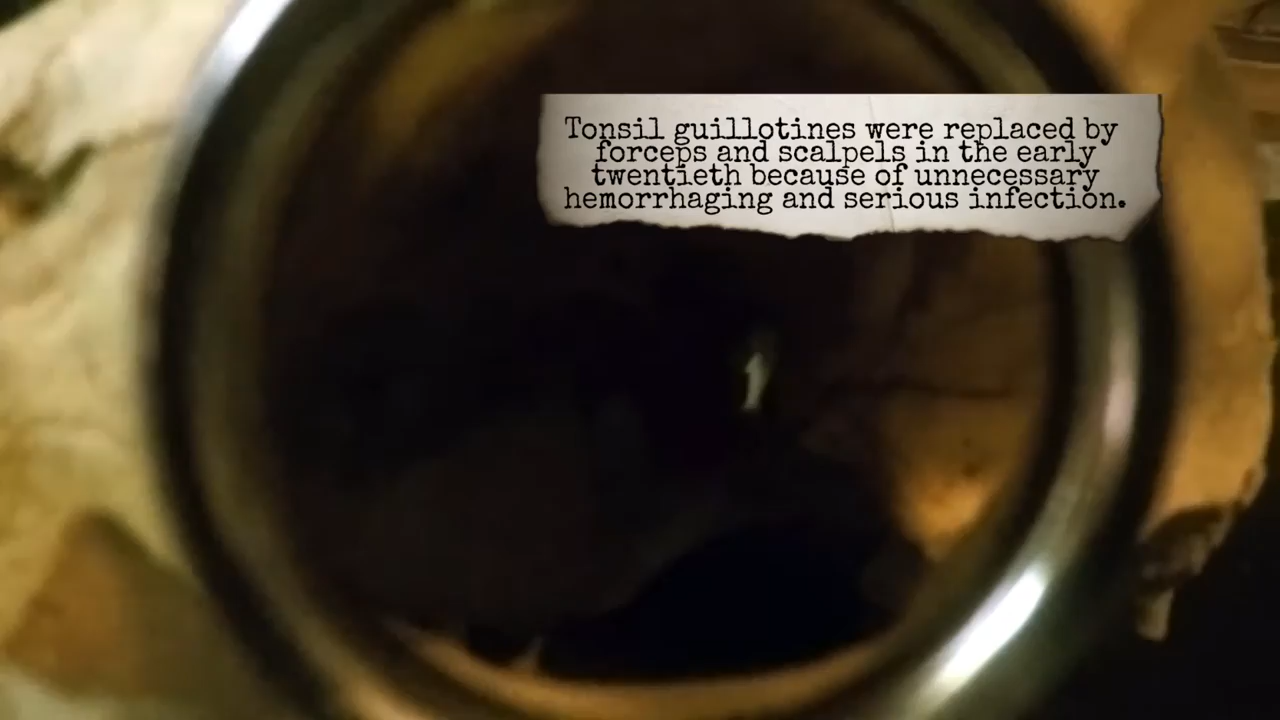 Tonsil guillotines were replaced by
forceps and scalpels in the early
twentieth because of unnecessary
hemorrhaging and serious infection.